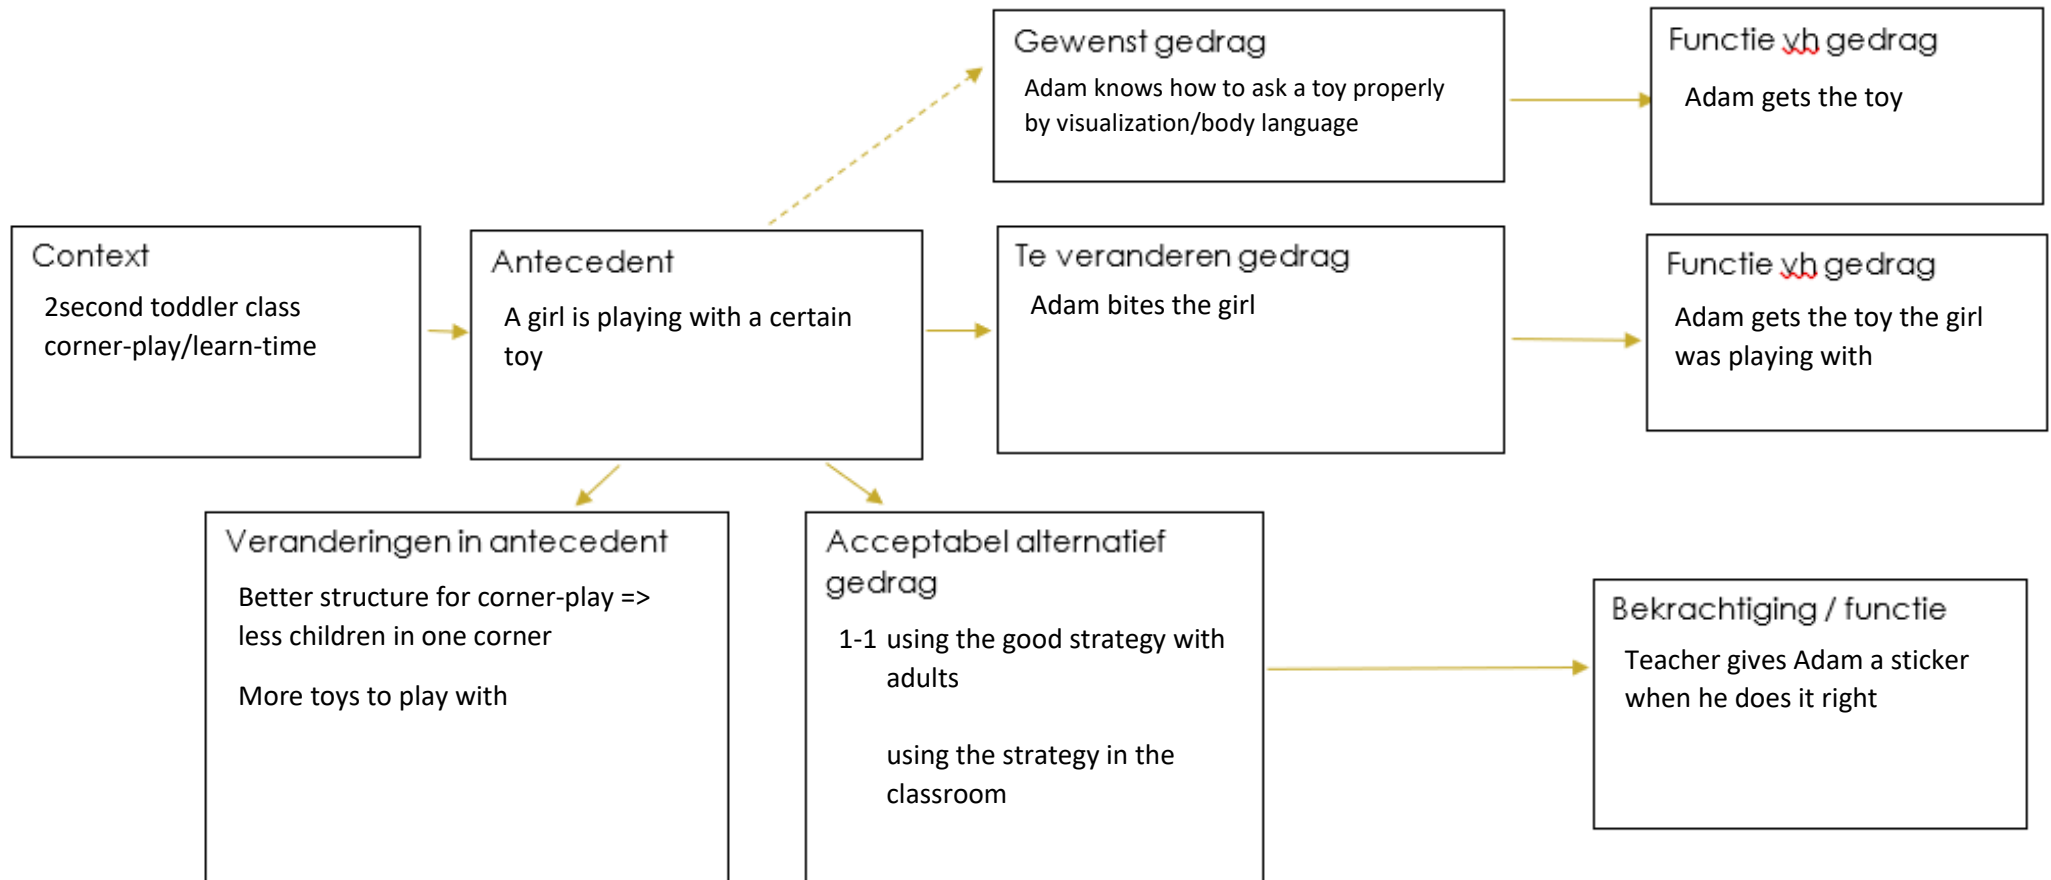 Gewenst gedrag
Adam knows how to ask a toy properly
by visualization/body language
Functie vh gedrag
Adam gets the toy
Context
2second toddler class
corner-play/learn-time
Antecedent
A girl is playing with a certain
toy
Te veranderen gedrag
Adam bites the girl
Functie vh gedrag
Adam gets the toy the girl
was playing with
Veranderingen in antecedent
Better structure for corner-play =>
less children in one corner
More toys to play with
Acceptabel alternatief
gedrag
1-1 using the good strategy with
adults
using the strategy in the
classroom
Bekrachtiging / functie
Teacher gives Adam a sticker
when he does it right